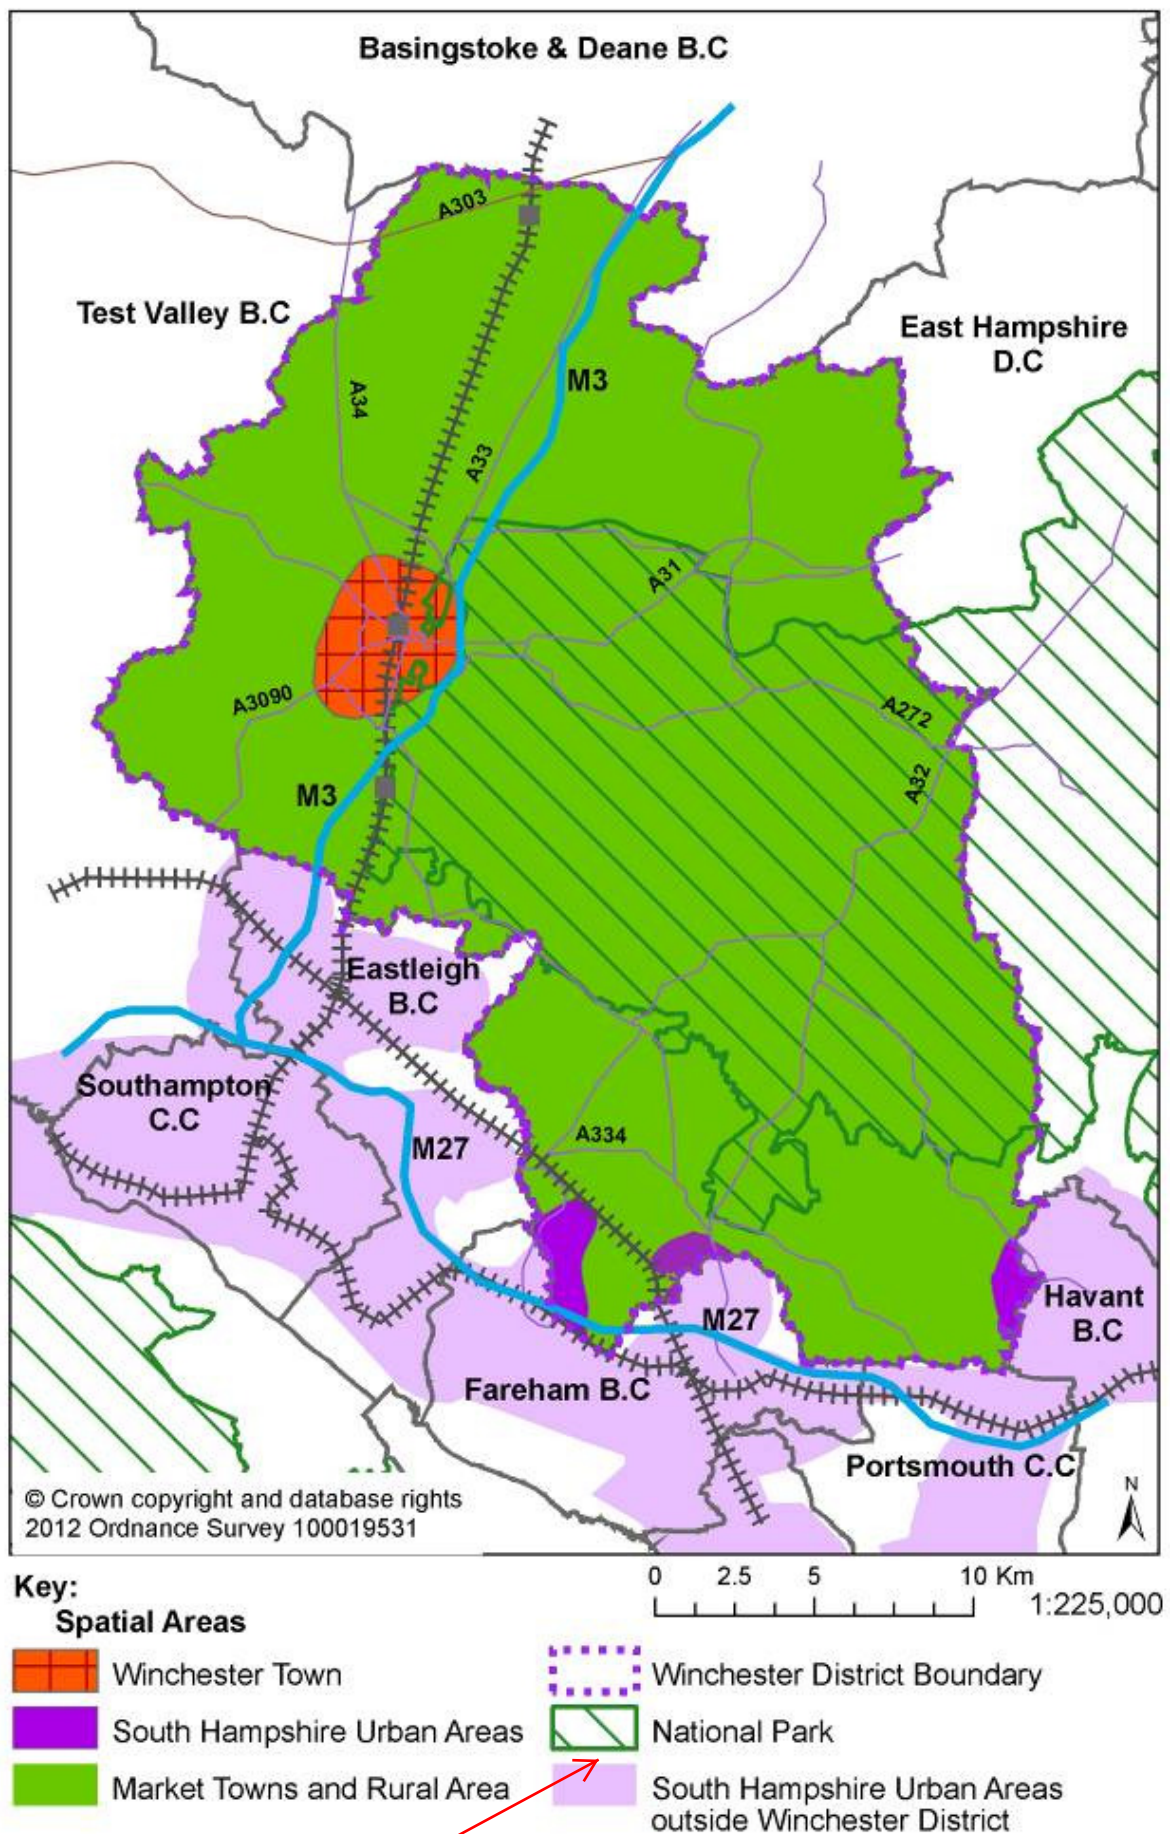 Basingstoke & Deane B.C
A303
Test Valley B.C
East Hampshire
D.C
M3
A34
A33
A31
A3090
A272
M3
A32
Eastleigh
B.C
Southampton
C.C
A334
M27
Havant
B.C
M27
Fareham B.C
Portsmouth C.C
N
© Crown copyright and database rights
2012 Ordnance Survey 100019531
Key:
0 2.5 5 10 Km
1:225,000
Spatial Areas
Winchester Town
Winchester District Boundary
South Hampshire Urban Areas
National Park
Market Towns and Rural Area
South Hampshire Urban Areas
outside Winchester District